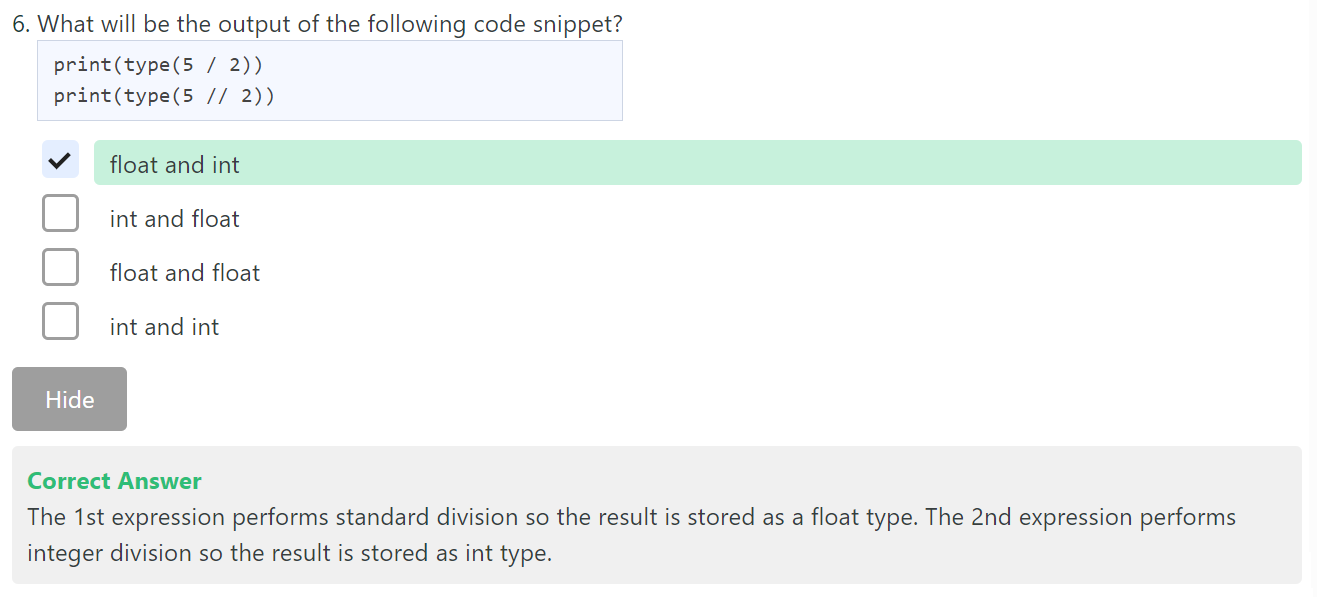 6. What will be the output of the following code snippet?
print(type(5 / 2))
print(type(5 // 2))
float and int
int and float
float and float
int and int
Hide
Correct Answer
The 1st expression performs standard division so the result is stored as a float type. The 2nd expression performs
integer division so the result is stored as int type.